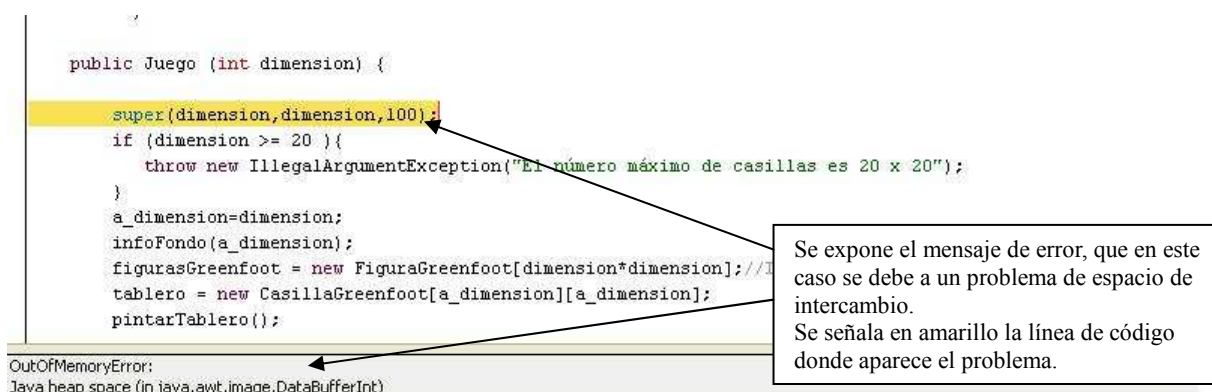 }
public Juego (int dimension) {
super(dimension,dimension,100);
if (dimension >= 20 ){
throw new IllegalArgumentException("El número máximo de casillas es 20 x 20");
}
a_dimension=dimension;
infoFondo(a_dimension);
figurasGreenfoot = new FiguraGreenfoot[dimension*dimension];//
tablero = new CasillaGreenfoot[a_dimension][a_dimension];
pintarTablero();
Se expone el mensaje de error, que en este
caso se debe a un problema de espacio de
intercambio.
Se señala en amarillo la línea de código
donde aparece el problema.
OutOfMemoryError:
Java heap space (in java.awt.image.DataBufferInt)